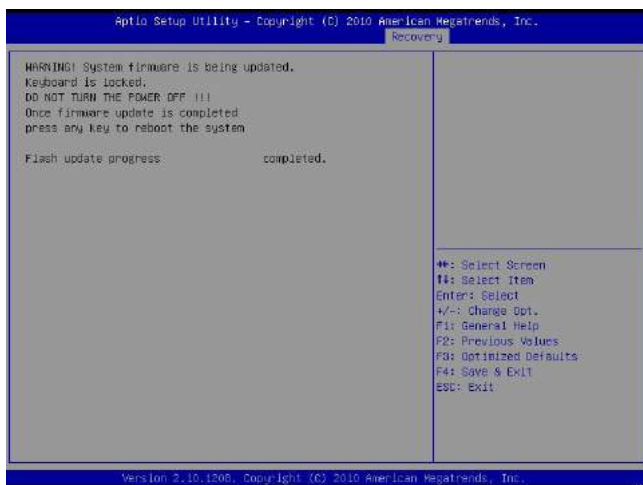 Aptio Setup Utility – Copyright (C) 2010 American Megatrends, Inc.
Recovery
WARNING! System firmware is being updated.
Keyboard is locked.
DO NOT TURN THE POWER OFF !!!
Once firmware update is completed
press any key to reboot the system
Flash update progress completed.
↔: Select Screen
↑↓: Select Item
Enter: Select
+/-: Change Opt.
F1: General Help
F2: Previous Values
F3: Optimized Defaults
F4: Save & Exit
ESC: Exit
Version 2.10.1208. Copyright (C) 2010 American Megatrends, Inc.